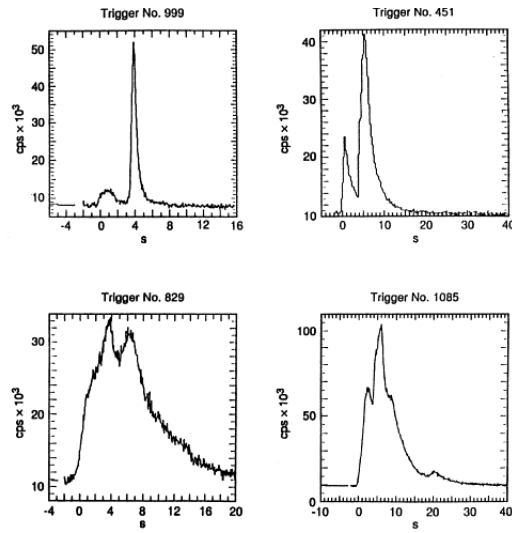 Trigger No. 999
50
40
30
20
10
cps × 10³
-4 0 4 8 12 16
s
Trigger No. 451
40
30
20
10
cps × 10³
0 10 20 30 40
s
Trigger No. 829
30
20
10
cps × 10³
0 4 8 12 16 20
s
Trigger No. 1085
100
50
0
cps × 10³
-10 0 10 20 30 40
s